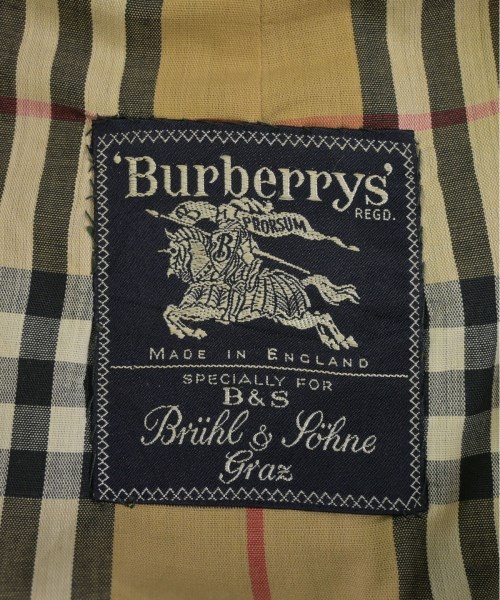 'Burberrys'
REGD.
PRORSUM
B
MADE IN ENGLAND
SPECIALLY FOR
B&S
Brühl & Söhne
Graz